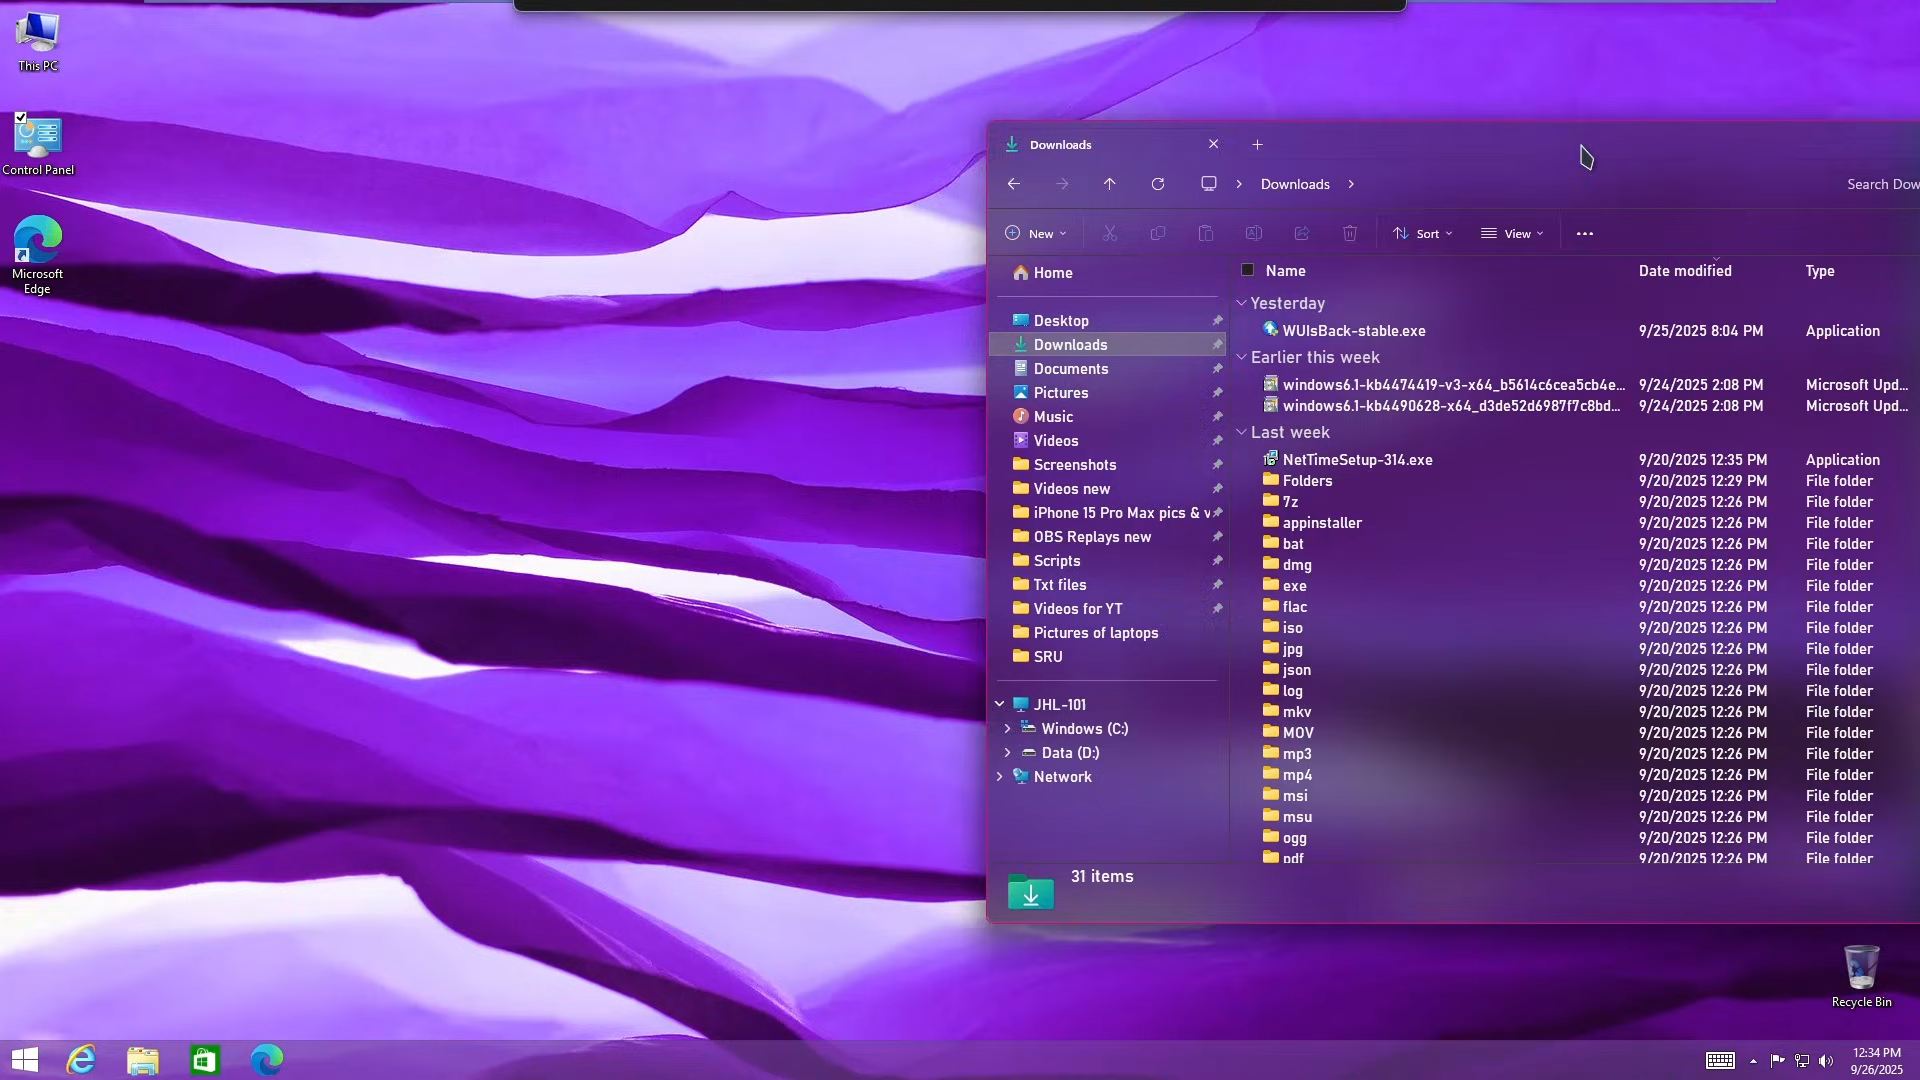 This PC
Control Panel
Microsoft
Edge
Downloads
Downloads
Search Dow
New
Sort
View
Home
Desktop
Downloads
Documents
Pictures
Music
Videos
Screenshots
Videos new
iPhone 15 Pro Max pics & v
OBS Replays new
Scripts
Txt files
Videos for YT
Pictures of laptops
SRU
JHL-101
Windows (C:)
Data (D:)
Network
Name Date modified Type
Yesterday
WUIsBack-stable.exe 9/25/2025 8:04 PM Application
Earlier this week
windows6.1-kb4474419-v3-x64_b5614c6cea5cb4e... 9/24/2025 2:08 PM Microsoft Upd...
windows6.1-kb4490628-x64_d3de52d6987f7c8bd... 9/24/2025 2:08 PM Microsoft Upd...
Last week
NetTimeSetup-314.exe 9/20/2025 12:35 PM Application
Folders 9/20/2025 12:29 PM File folder
7z 9/20/2025 12:26 PM File folder
appinstaller 9/20/2025 12:26 PM File folder
bat 9/20/2025 12:26 PM File folder
dmg 9/20/2025 12:26 PM File folder
exe 9/20/2025 12:26 PM File folder
flac 9/20/2025 12:26 PM File folder
iso 9/20/2025 12:26 PM File folder
jpg 9/20/2025 12:26 PM File folder
json 9/20/2025 12:26 PM File folder
log 9/20/2025 12:26 PM File folder
mkv 9/20/2025 12:26 PM File folder
MOV 9/20/2025 12:26 PM File folder
mp3 9/20/2025 12:26 PM File folder
mp4 9/20/2025 12:26 PM File folder
msi 9/20/2025 12:26 PM File folder
msu 9/20/2025 12:26 PM File folder
ogg 9/20/2025 12:26 PM File folder
pdf 9/20/2025 12:26 PM File folder
31 items
Recycle Bin
12:34 PM
9/26/2025